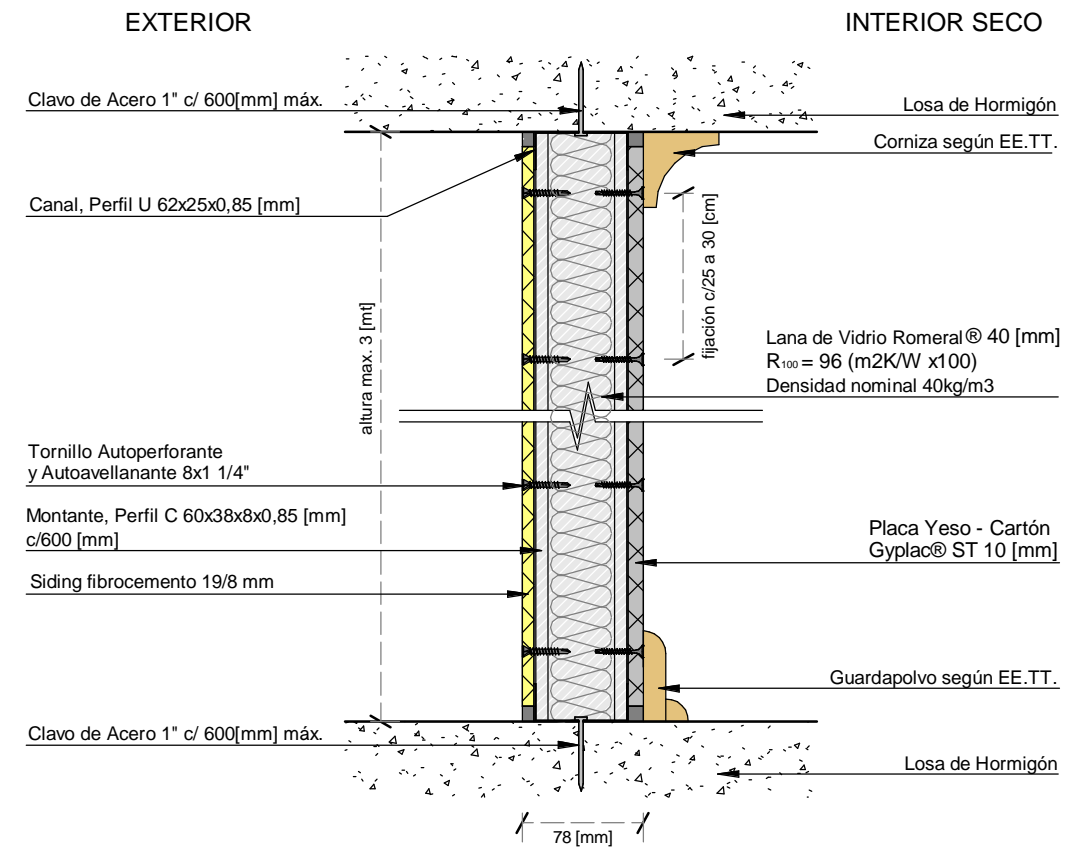 EXTERIOR
INTERIOR SECO
Clavo de Acero 1" c/ 600[mm] máx.
Losa de Hormigón
Corniza según EE.TT.
Canal, Perfil U 62x25x0,85 [mm]
fijación c/25 a 30 [cm]
altura max. 3 [mt]
Lana de Vidrio Romeral® 40 [mm]
R100 = 96 (m2K/W x100)
Densidad nominal 40kg/m3
Tornillo Autoperforante
y Autoavellanante 8x1 1/4"
Montante, Perfil C 60x38x8x0,85 [mm]
c/600 [mm]
Placa Yeso - Cartón
Gyplac® ST 10 [mm]
Siding fibrocemento 19/8 mm
Guardapolvo según EE.TT.
Clavo de Acero 1" c/ 600[mm] máx.
Losa de Hormigón
78 [mm]